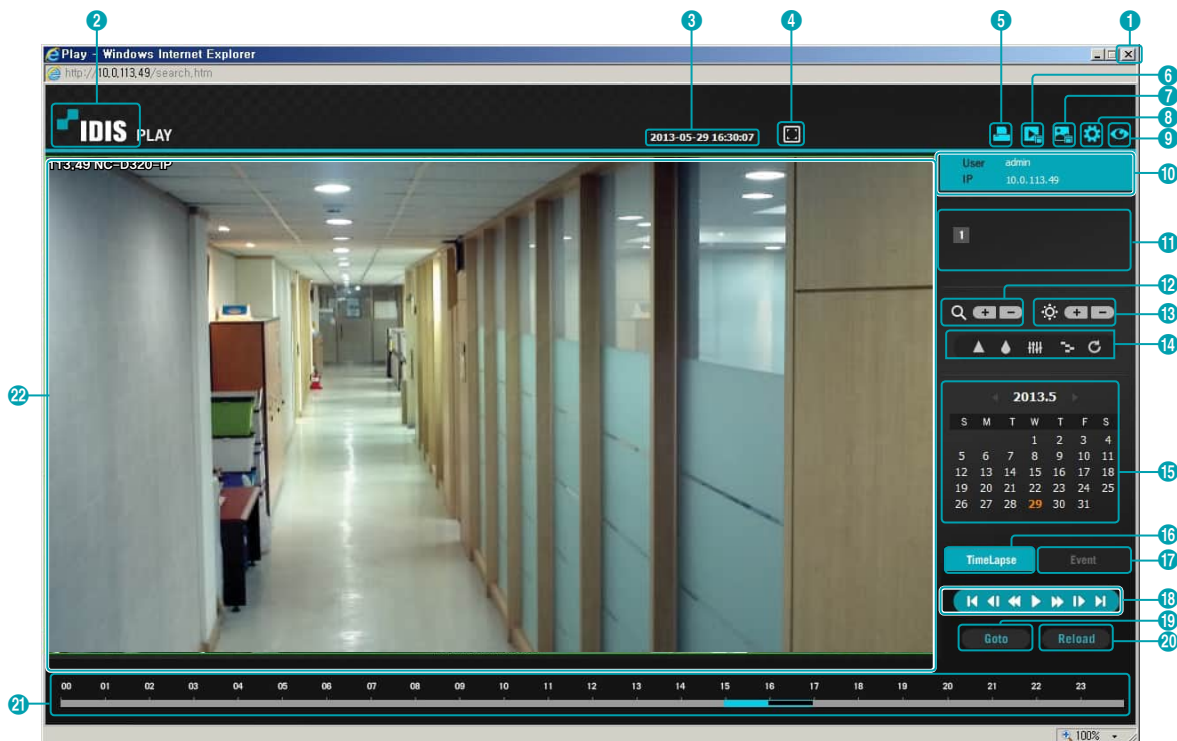 2 3 4 5 1
Play - Windows Internet Explorer
http://10.0.113.49/search.htm
6
7
8
9
IDIS PLAY
2013-05-29 16:30:07
113.49 NC-D320-IP
User admin
IP 10.0.113.49
10
1
11
12
+ - + -
13
14
22
2013.5
S M T W T F S
1 2 3 4
5 6 7 8 9 10 11
12 13 14 15 16 17 18
19 20 21 22 23 24 25
26 27 28 29 30 31
15
16
TimeLapse Event
17
18
19
Goto Reload
20
00 01 02 03 04 05 06 07 08 09 10 11 12 13 14 15 16 17 18 19 20 21 22 23
21
100%